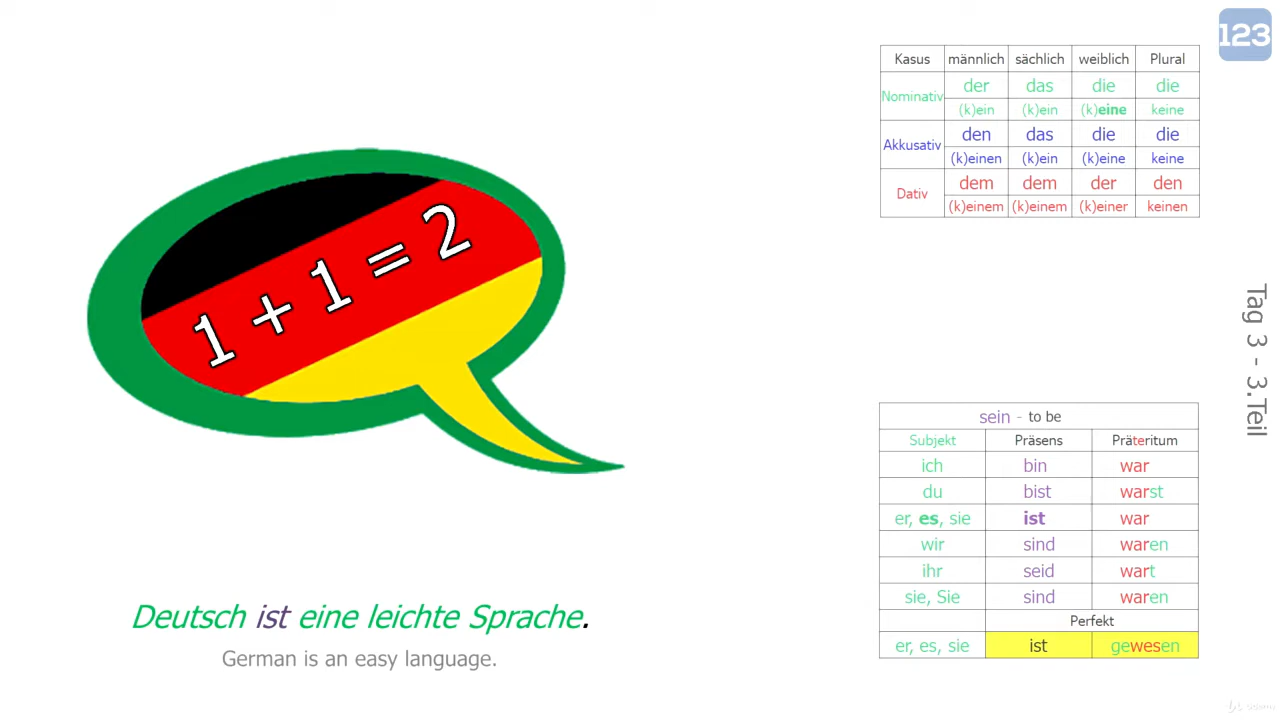 123
1 + 1 = 2
Deutsch ist eine leichte Sprache.
German is an easy language.
Kasus männlich sächlich weiblich Plural
Nominativ der das die die
(k)ein (k)ein (k)eine keine
Akkusativ den das die die
(k)einen (k)ein (k)eine keine
Dativ dem dem der den
(k)einem (k)einem (k)einer keinen
Tag 3 - 3.Teil
sein - to be
Subjekt Präsens Präteritum
ich bin war
du bist warst
er, es, sie ist war
wir sind waren
ihr seid wart
sie, Sie sind waren
Perfekt
er, es, sie ist gewesen